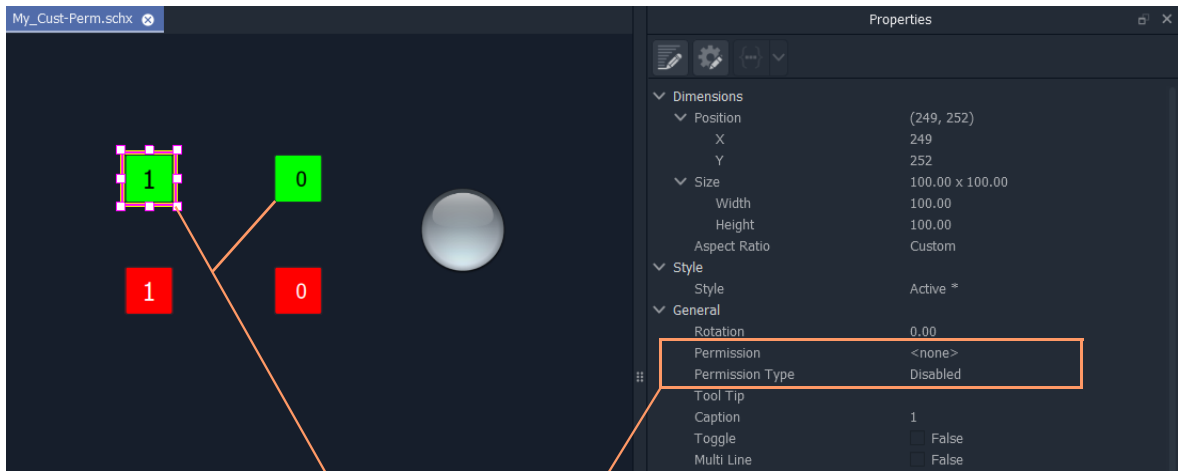 My_Cust-Perm.schx
Properties
1
0
1
0
Dimensions
Position (249, 252)
X 249
Y 252
Size 100.00 x 100.00
Width 100.00
Height 100.00
Aspect Ratio Custom
Style
Style Active *
General
Rotation 0.00
Permission <none>
Permission Type Disabled
Tool Tip
Caption 1
Toggle False
Multi Line False